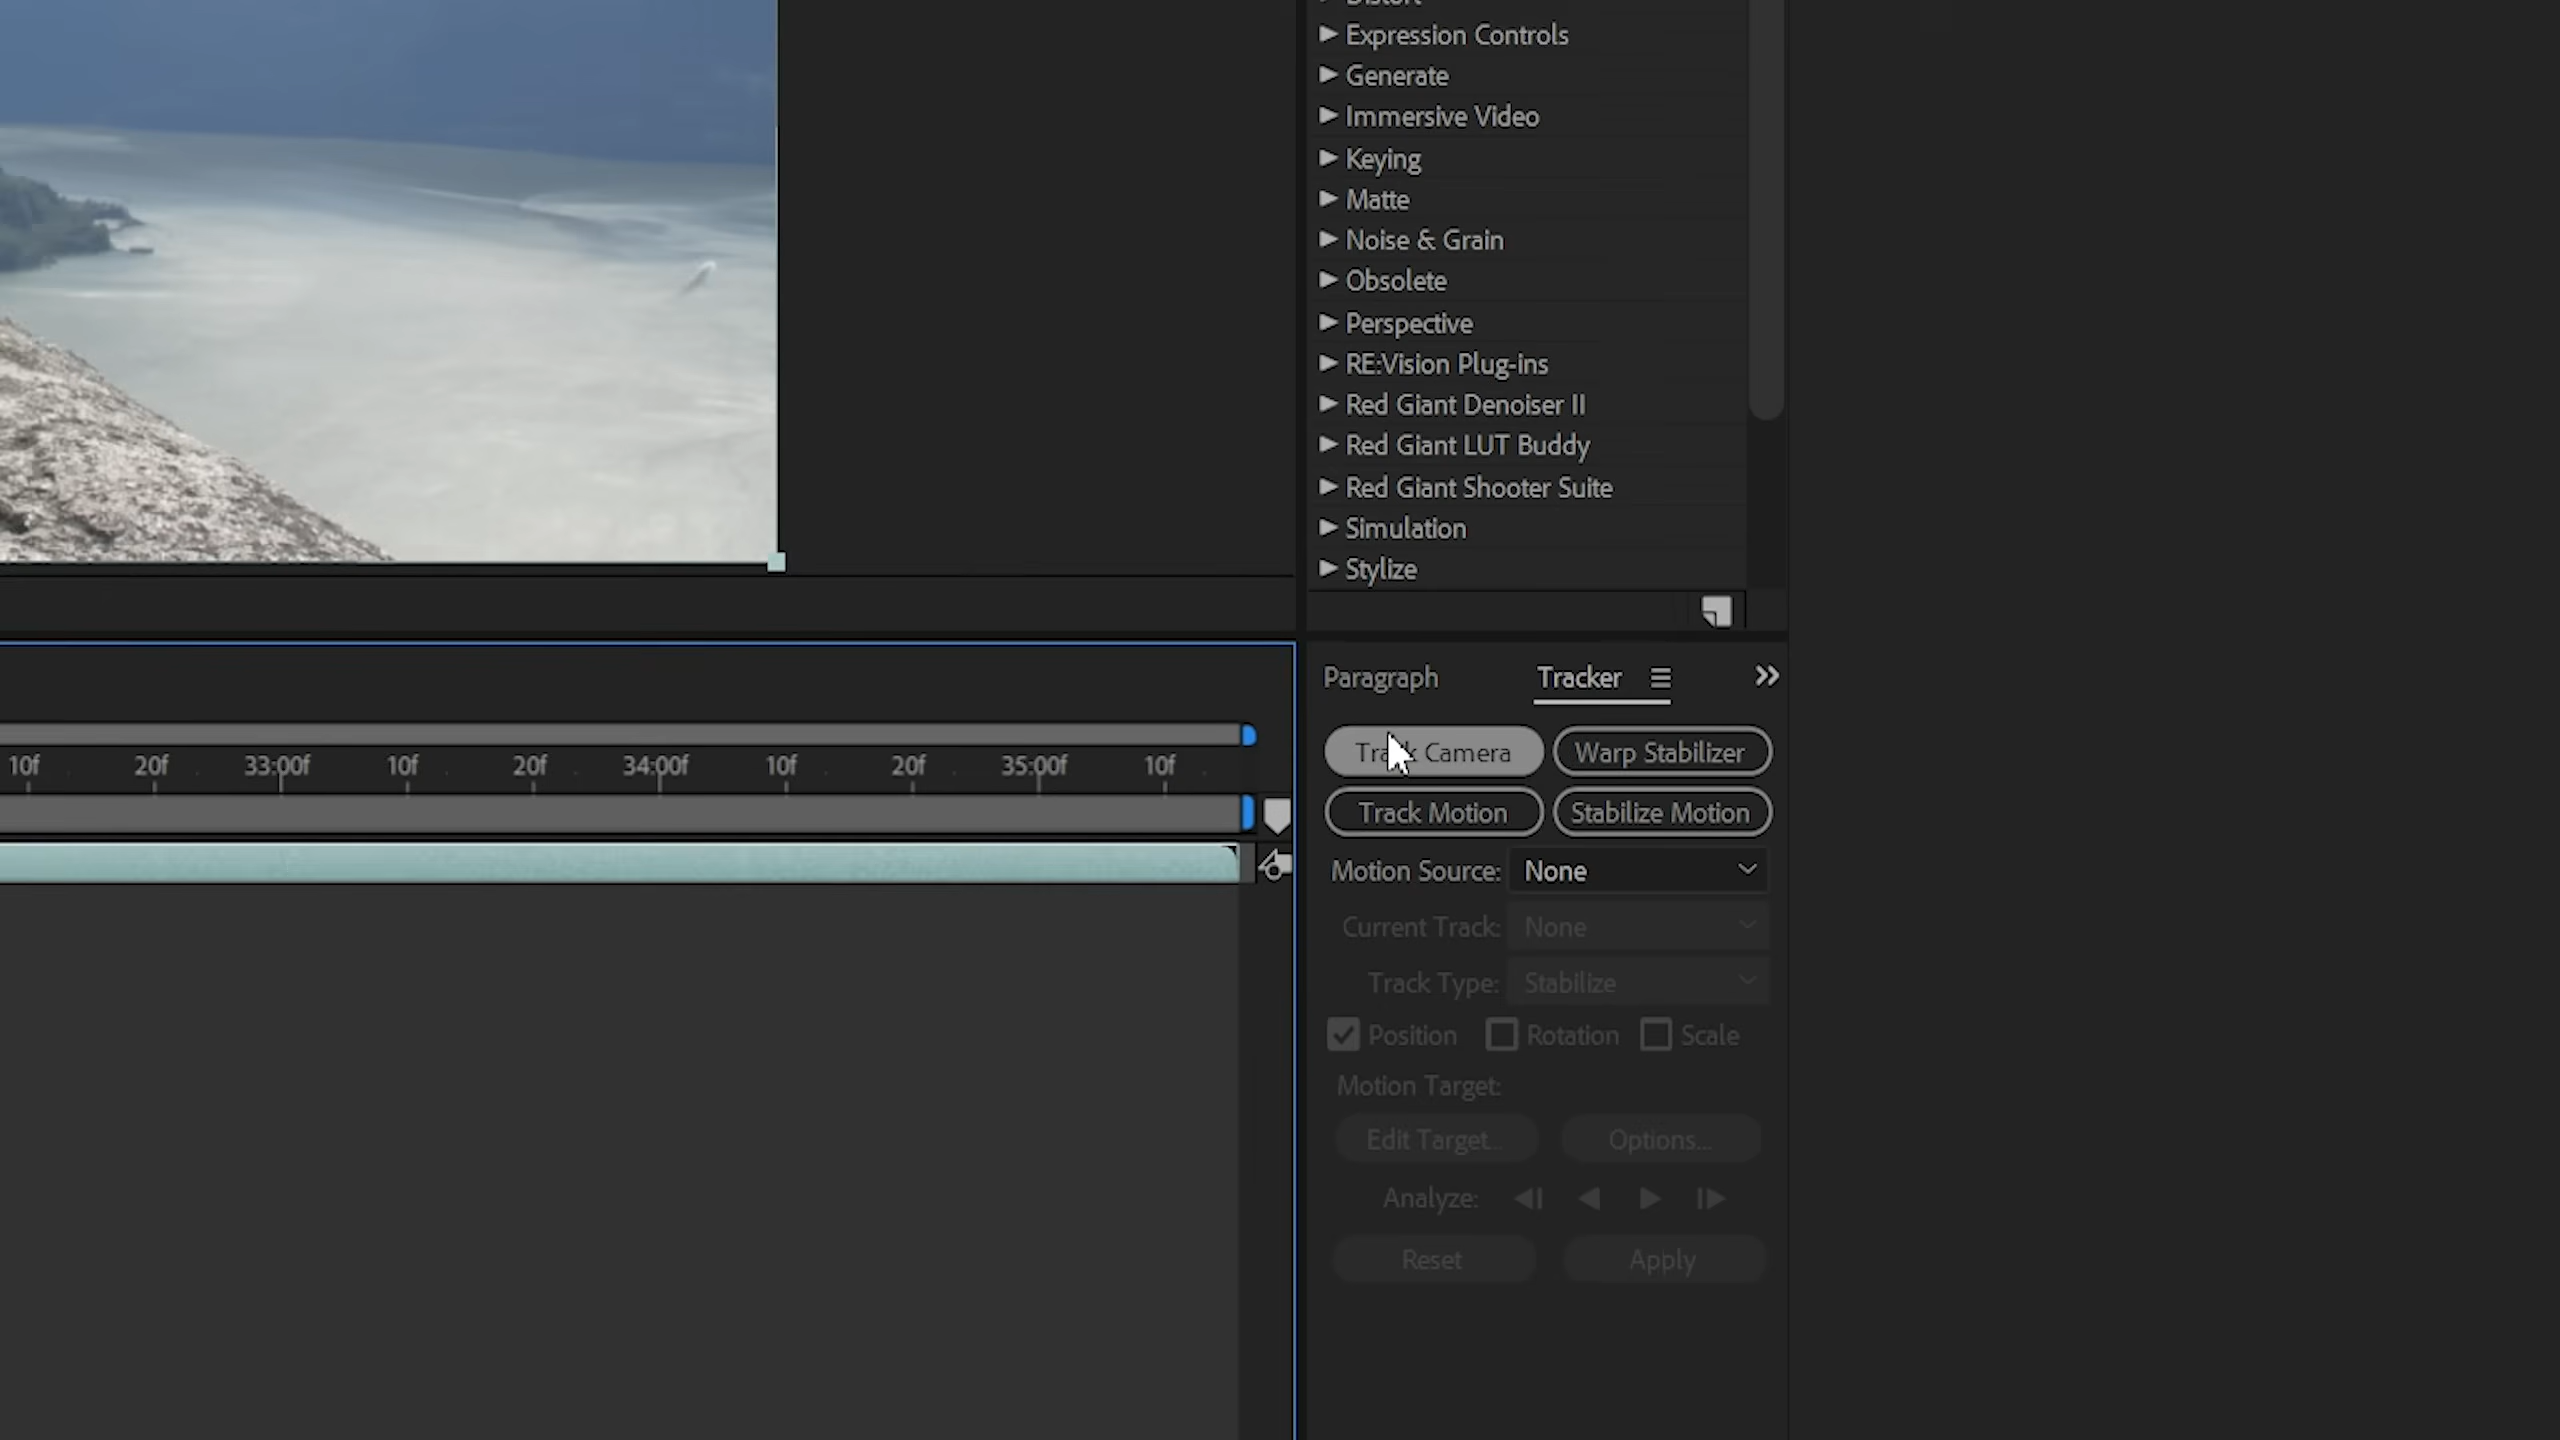 Distort
Expression Controls
Generate
Immersive Video
Keying
Matte
Noise & Grain
Obsolete
Perspective
RE:Vision Plug-ins
Red Giant Denoiser II
Red Giant LUT Buddy
Red Giant Shooter Suite
Simulation
Stylize
Paragraph Tracker
Track Camera Warp Stabilizer
Track Motion Stabilize Motion
10f 20f 33:00f 10f 20f 34:00f 10f 20f 35:00f 10f
Motion Source: None
Current Track: None
Track Type: Stabilize
Position Rotation Scale
Motion Target:
Edit Target... Options...
Analyze:
Reset Apply